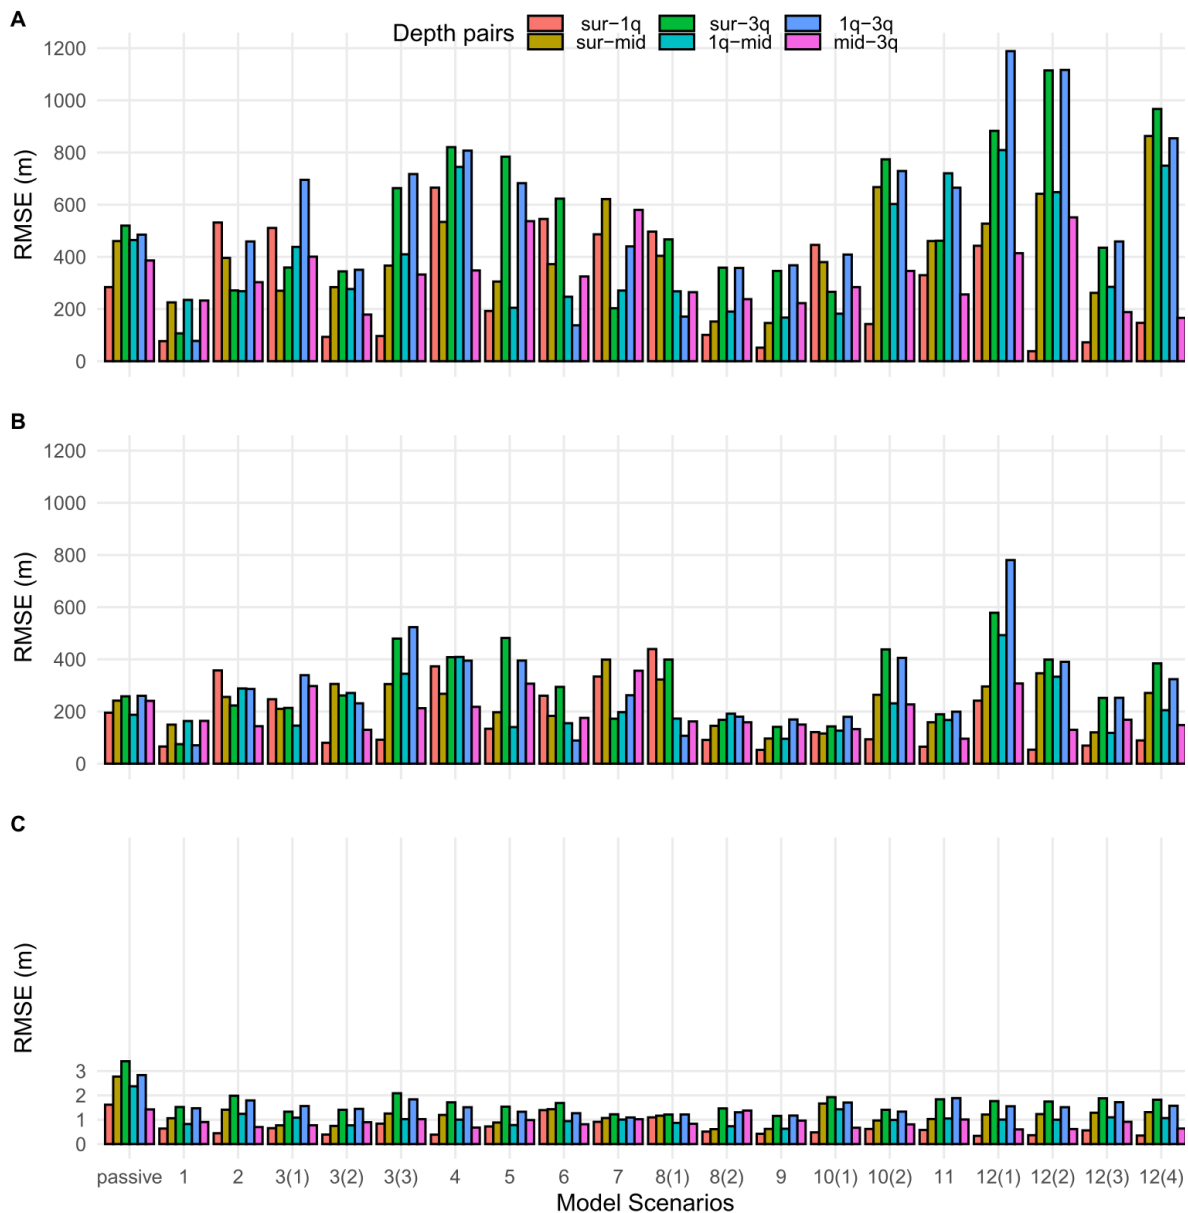 A
Depth pairs
sur−1q sur−3q 1q−3q
sur−mid 1q−mid mid−3q
1200
1000
800
600
400
200
0
RMSE (m)
B
1200
1000
800
600
400
200
0
RMSE (m)
C
3
2
1
0
RMSE (m)
passive 1 2 3(1) 3(2) 3(3) 4 5 6 7 8(1) 8(2) 9 10(1) 10(2) 11 12(1) 12(2) 12(3) 12(4)
Model Scenarios